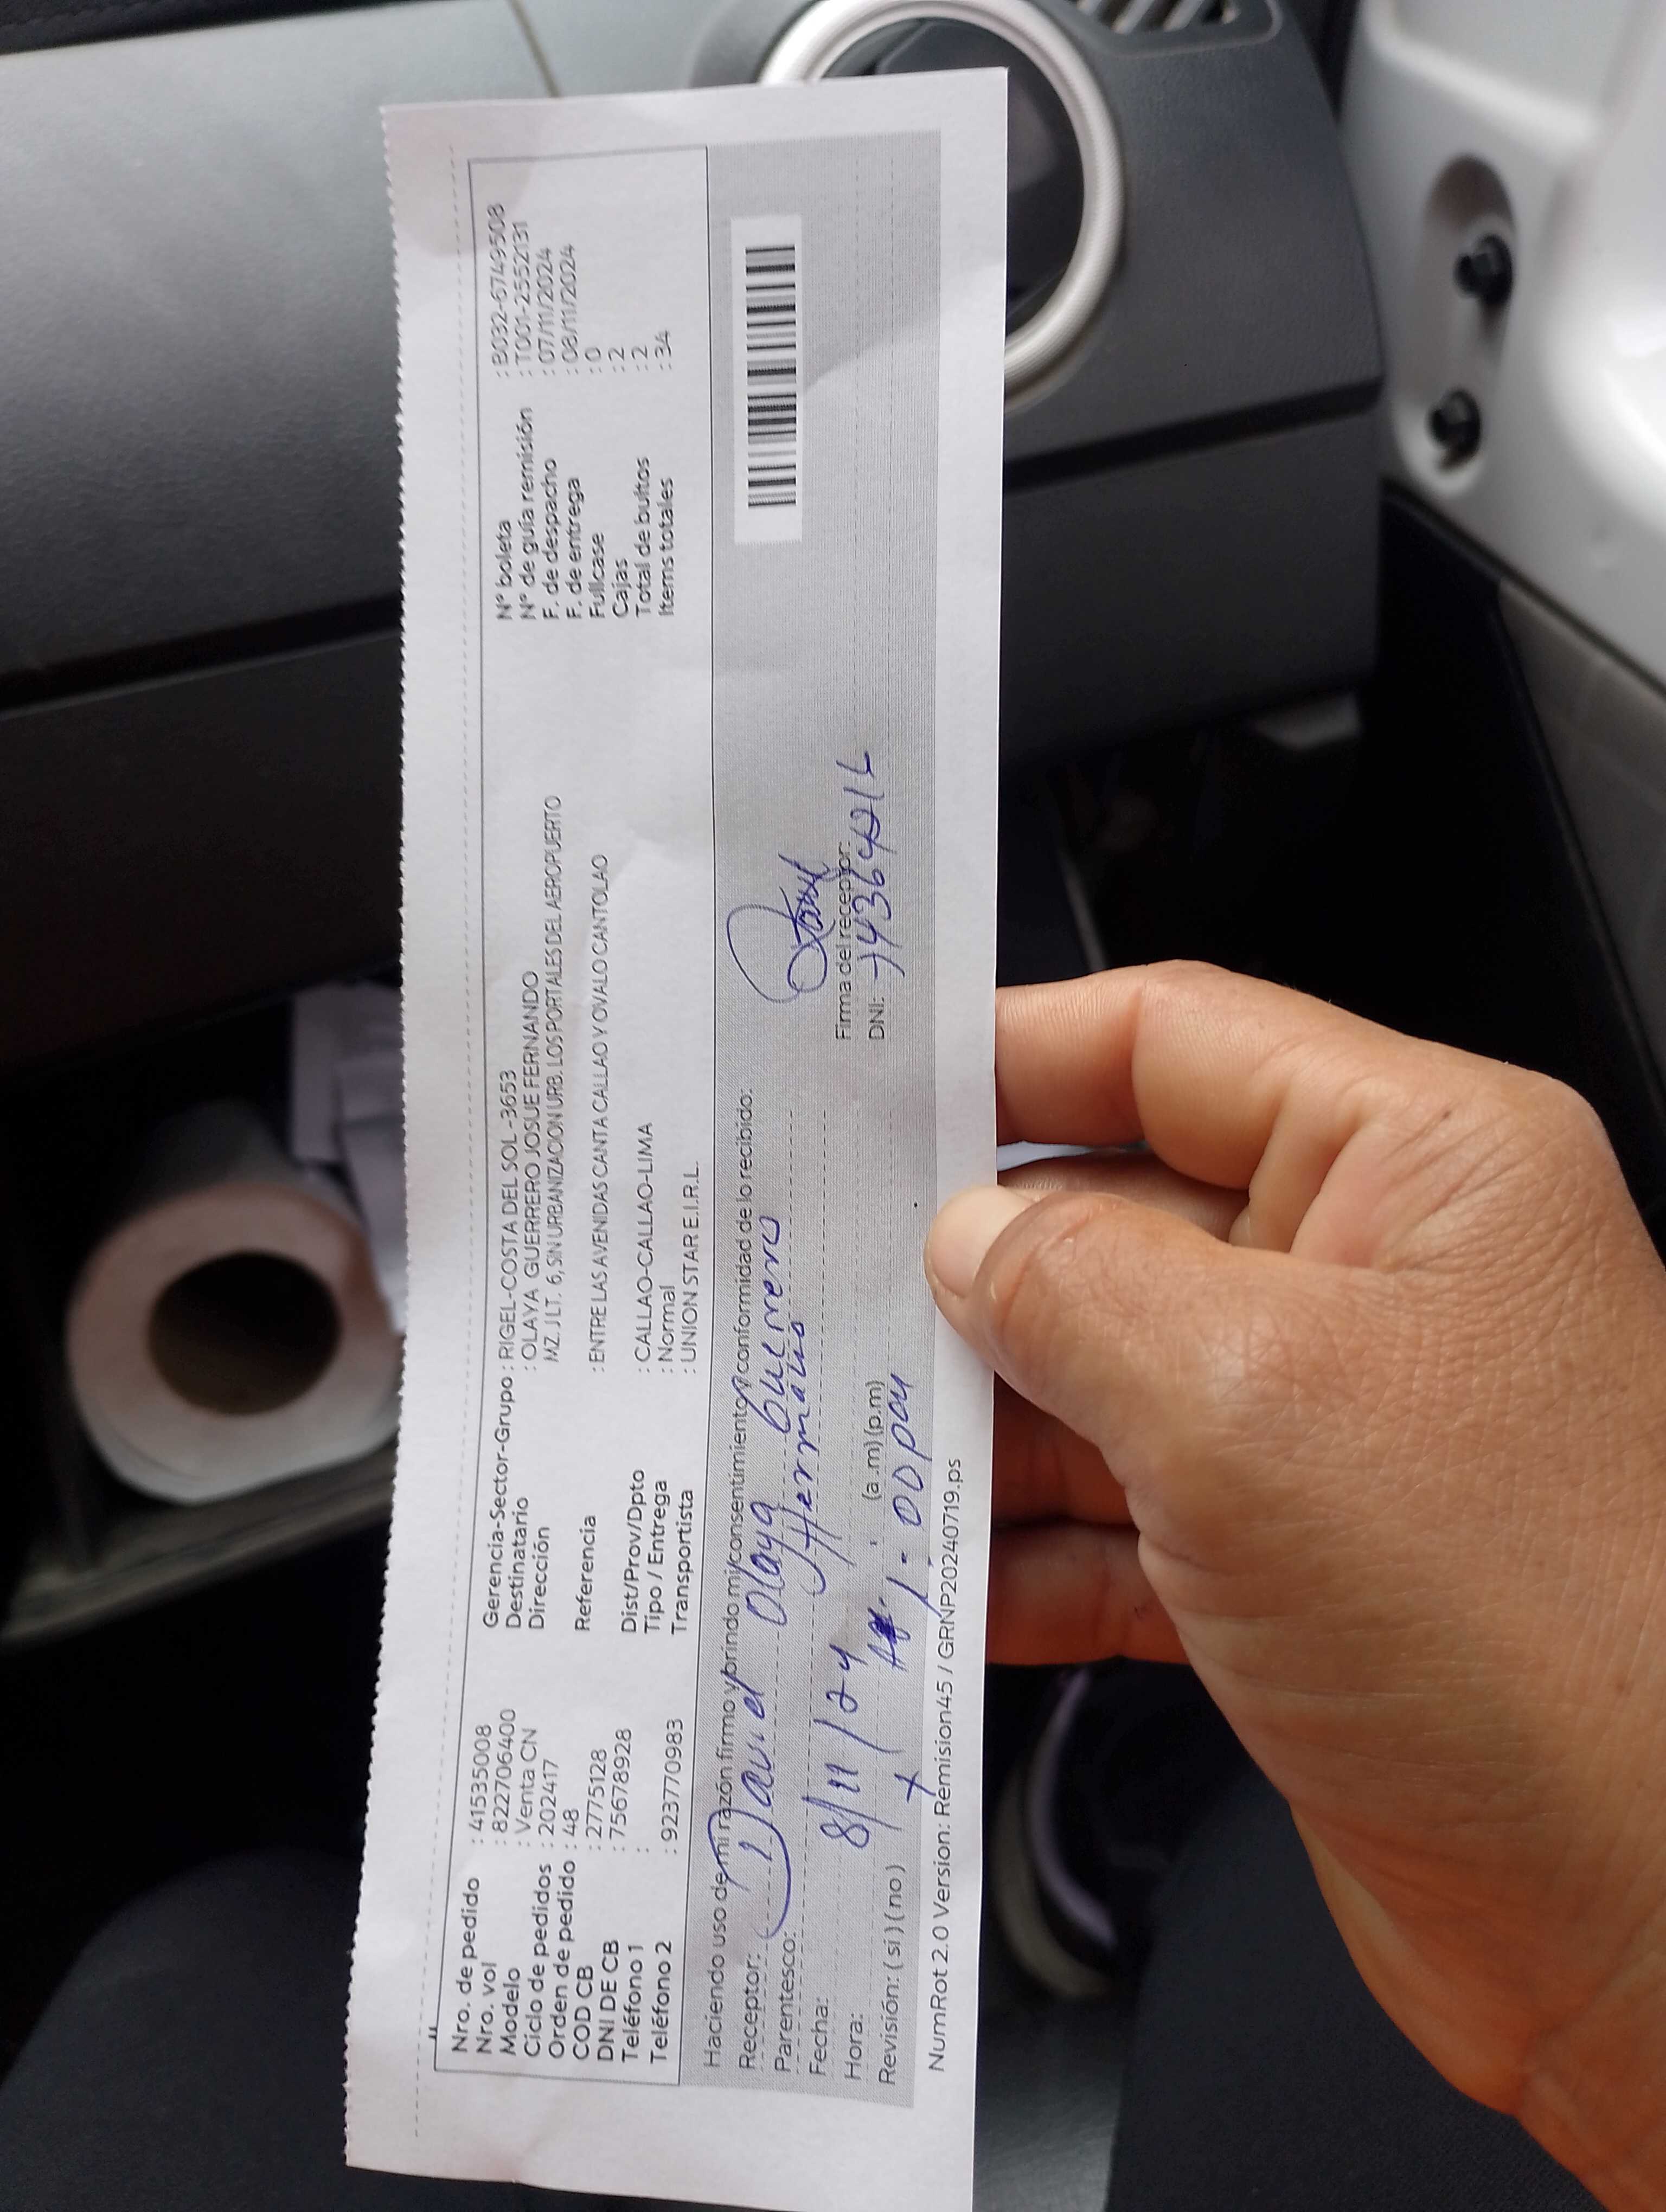 Nro. de pedido : 41535008
Nro. vol : 8227706400
Modelo : Venta CN
Ciclo de pedidos : 202417
Orden de pedido : 48
COD CB : 2775128
DNI DE CB : 75678928
Teléfono 1 :
Teléfono 2 : 9237770983
Gerencia-Sector-Grupo : RIGEL-COSTA DEL SOL-3653
Destinatario : OLAYA GUERRERO JOSUE FERNANDO
Dirección MZ. J LT. 6, SIN URBANIZACION URB. LOS PORTALES DEL AEROPUERTO
Referencia : ENTRE LAS AVENIDAS CANTA CALLAO Y OVALO CANTOLAO
Dist/Prov/Dpto : CALLAO-CALLAO-LIMA
Tipo / Entrega : Normal
Transportista : UNION STAR E.I.R.L.
N° boleta : B032-6749508
N° de guía remisión : T001-2552131
F. de despacho : 07/11/2024
F. de entrega : 08/11/2024
Fullcase : 0
Cajas : 2
Total de bultos : 2
Items totales : 34
Haciendo uso de mi razón firmo y brindo mi consentimiento y conformidad de lo recibido:
Receptor: Daniel Olaya Guerrero
Parentesco: Hermano
Fecha: 8/11/24
Hora: : (a.m) (p.m)
Revisión: ( si ) ( no ) 1:00 pm
Firma del receptor:
DNI:
NumRot 2.0 Version: Remision45 / GRNP20240719.ps